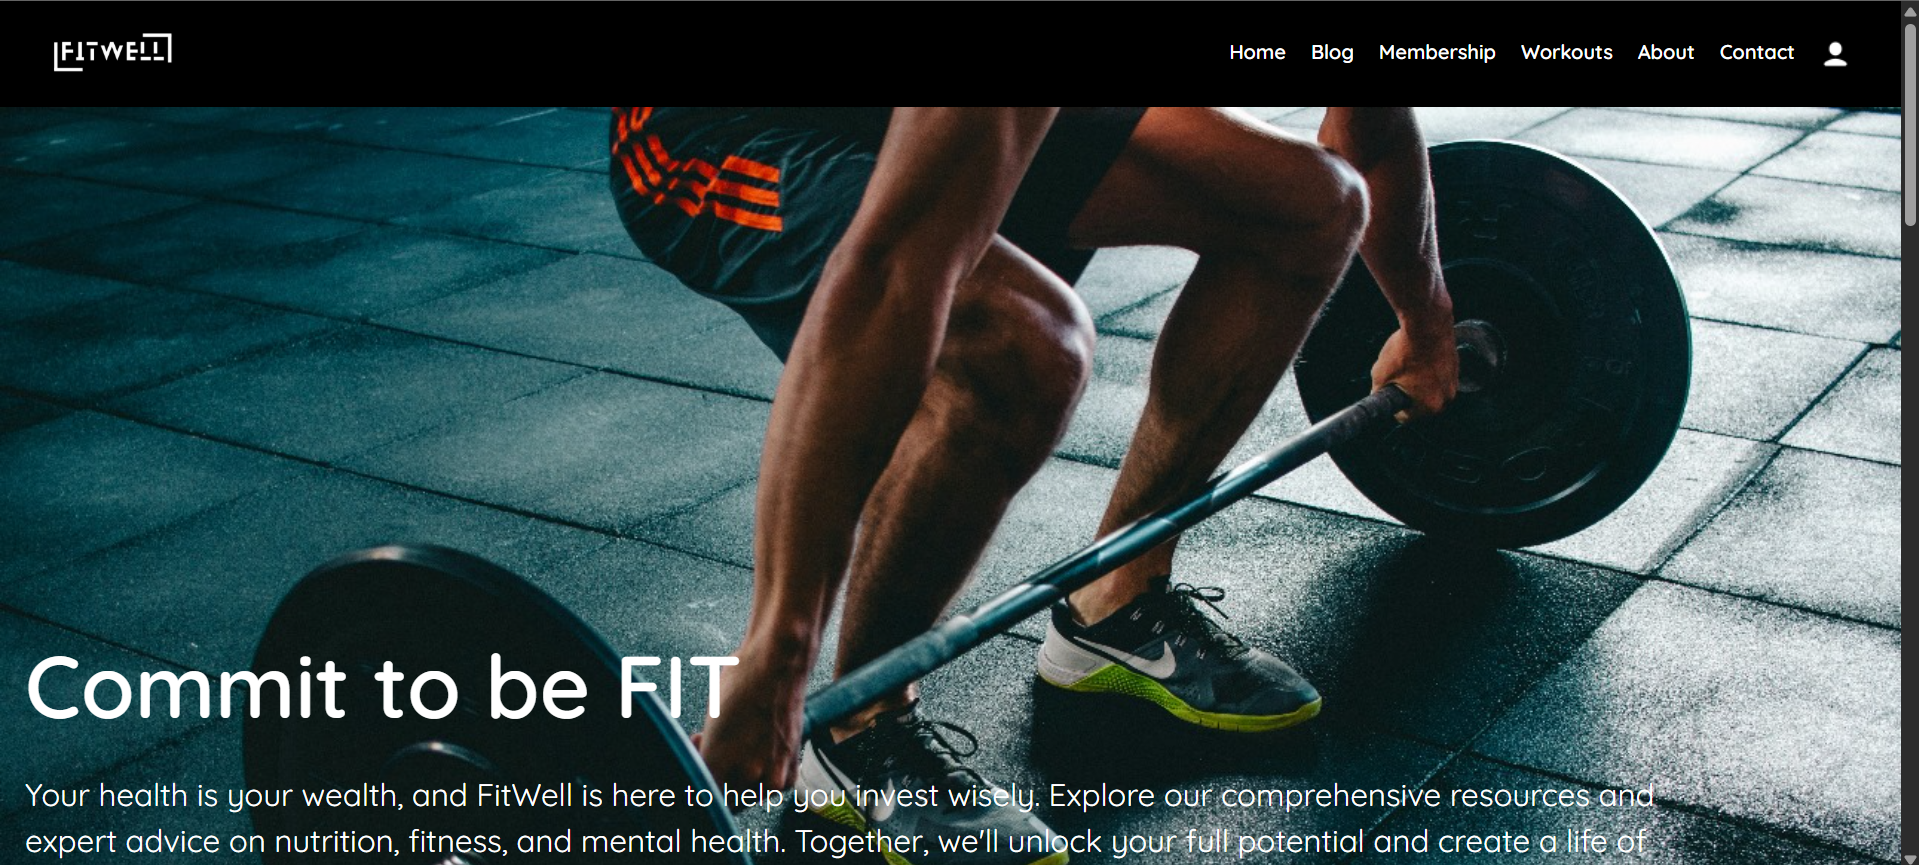 FITWELL
Home Blog Membership Workouts About Contact
Commit to be FIT
Your health is your wealth, and FitWell is here to help you invest wisely. Explore our comprehensive resources and
expert advice on nutrition, fitness, and mental health. Together, we'll unlock your full potential and create a life of